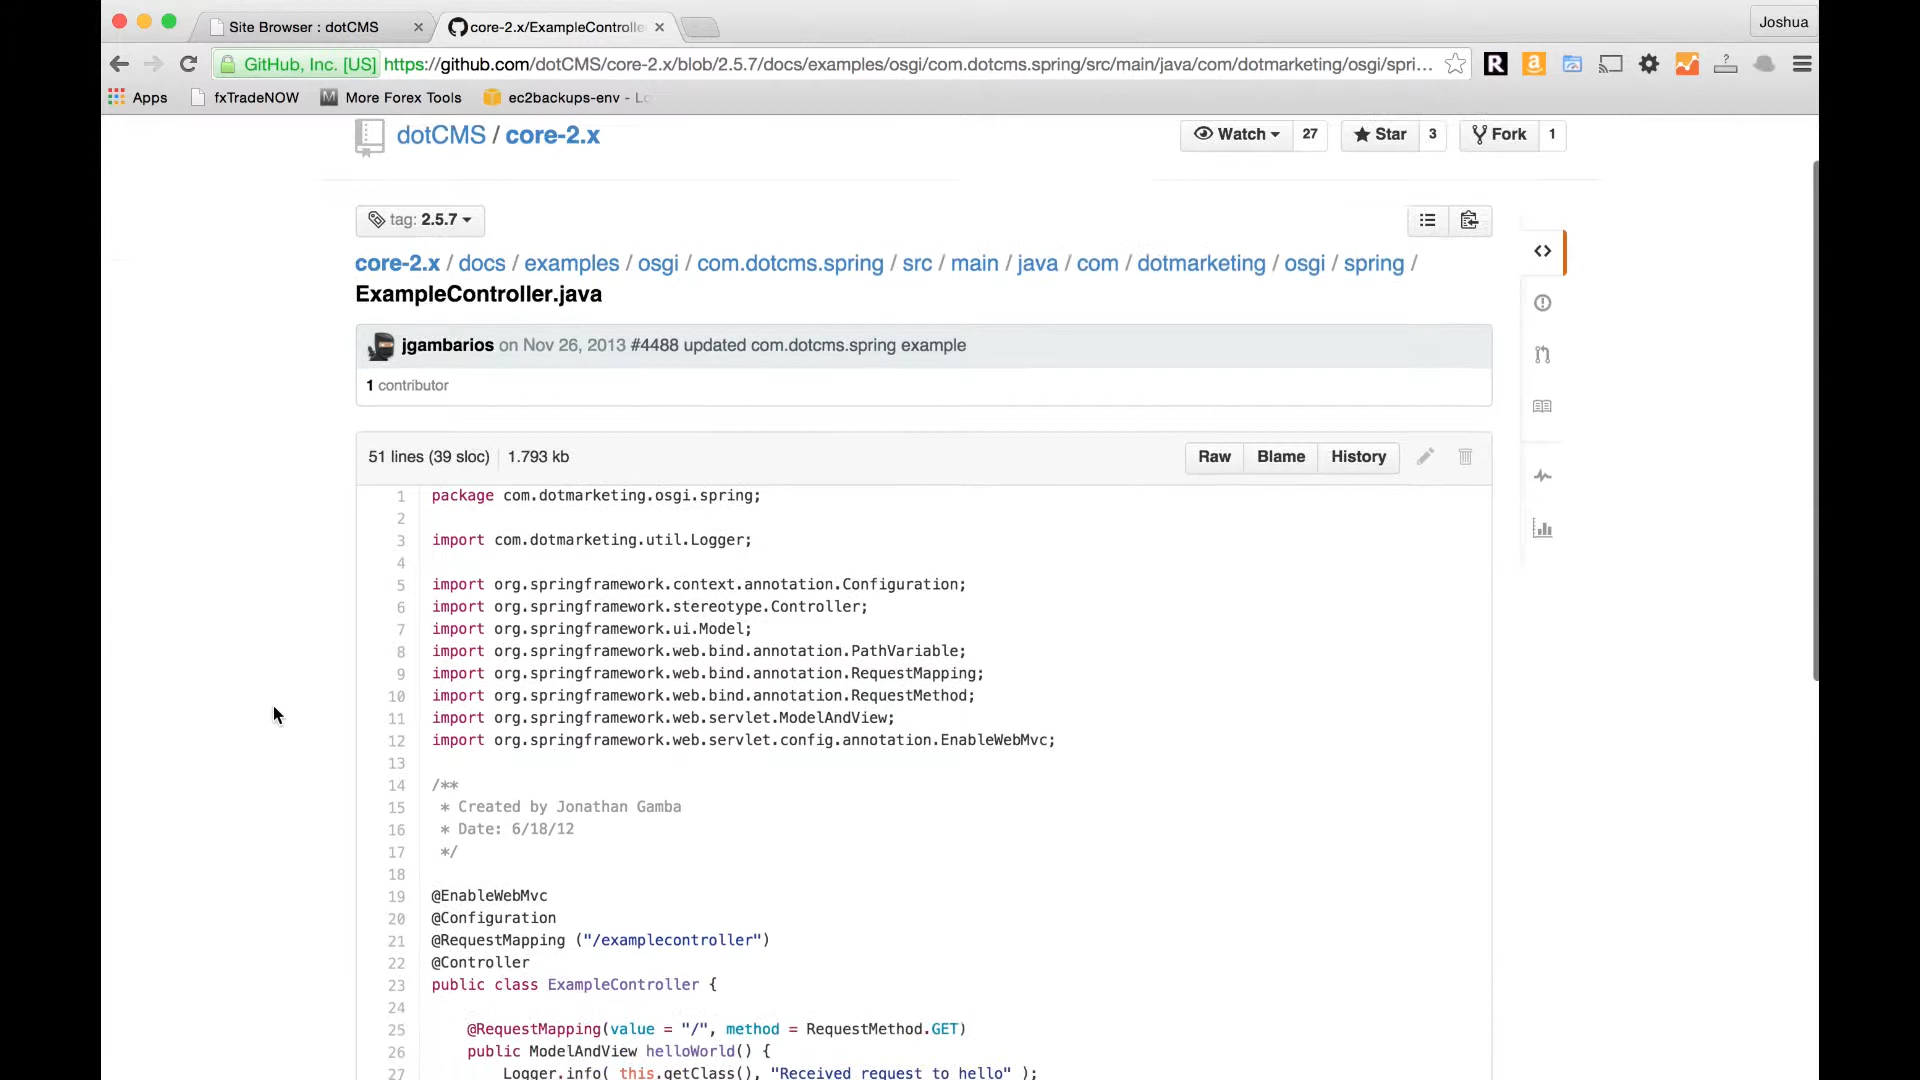 Site Browser : dotCMS
core-2.x/ExampleControlle
Joshua
GitHub, Inc. [US] https://github.com/dotCMS/core-2.x/blob/2.5.7/docs/examples/osgi/com.dotcms.spring/src/main/java/com/dotmarketing/osgi/spri...
Apps fxTradeNOW More Forex Tools ec2backups-env - Lo
dotCMS / core-2.x
Watch 27 Star 3 Fork 1
tag: 2.5.7
core-2.x / docs / examples / osgi / com.dotcms.spring / src / main / java / com / dotmarketing / osgi / spring /
ExampleController.java
jgambarios on Nov 26, 2013 #4488 updated com.dotcms.spring example
1 contributor
51 lines (39 sloc) 1.793 kb Raw Blame History
1 package com.dotmarketing.osgi.spring;
2
3 import com.dotmarketing.util.Logger;
4
5 import org.springframework.context.annotation.Configuration;
6 import org.springframework.stereotype.Controller;
7 import org.springframework.ui.Model;
8 import org.springframework.web.bind.annotation.PathVariable;
9 import org.springframework.web.bind.annotation.RequestMapping;
10 import org.springframework.web.bind.annotation.RequestMethod;
11 import org.springframework.web.servlet.ModelAndView;
12 import org.springframework.web.servlet.config.annotation.EnableWebMvc;
13
14 /**
15 * Created by Jonathan Gamba
16 * Date: 6/18/12
17 */
18
19 @EnableWebMvc
20 @Configuration
21 @RequestMapping ("/examplecontroller")
22 @Controller
23 public class ExampleController {
24
25 @RequestMapping(value = "/", method = RequestMethod.GET)
26 public ModelAndView helloWorld() {
27 Logger.info( this.getClass(), "Received request to hello" );